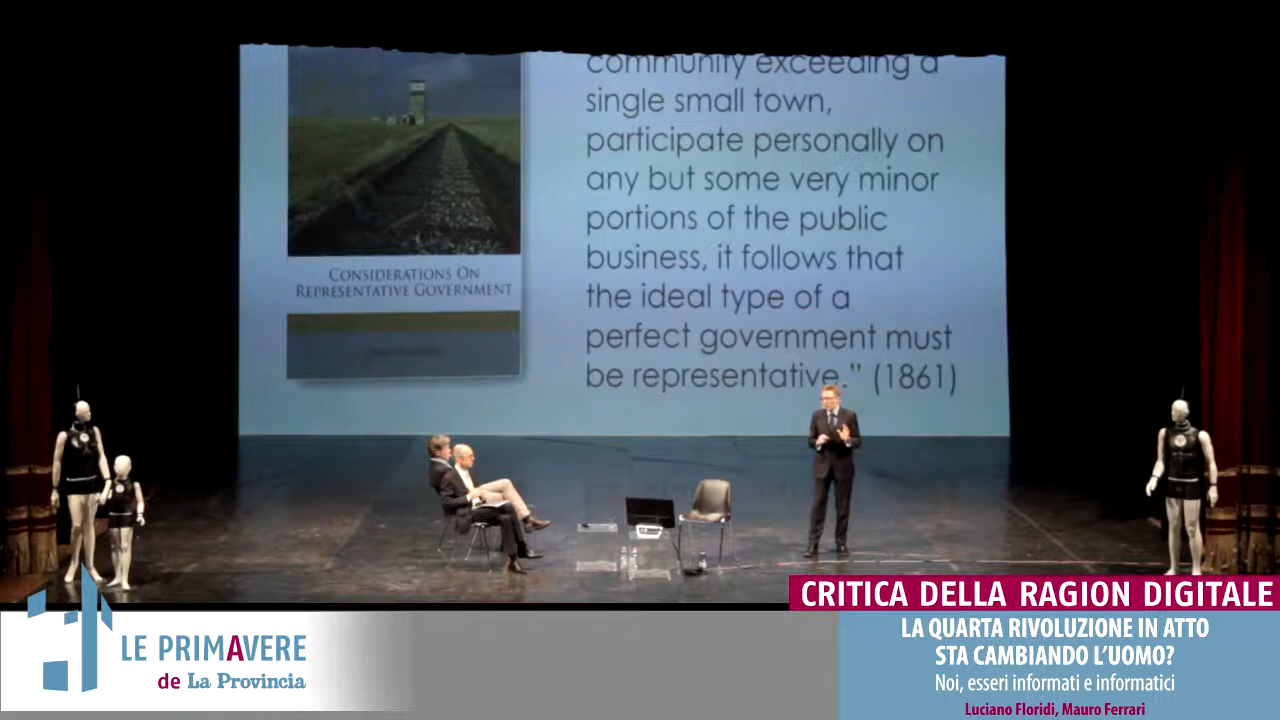 community exceeding a
single small town,
participate personally on
any but some very minor
portions of the public
business, it follows that
the ideal type of a
perfect government must
be representative." (1861)
CONSIDERATIONS ON
REPRESENTATIVE GOVERNMENT
CRITICA DELLA RAGION DIGITALE
LA QUARTA RIVOLUZIONE IN ATTO
STA CAMBIANDO L'UOMO?
Noi, esseri informati e informatici
Luciano Floridi, Mauro Ferrari
LE PRIMAVERE
de La Provincia